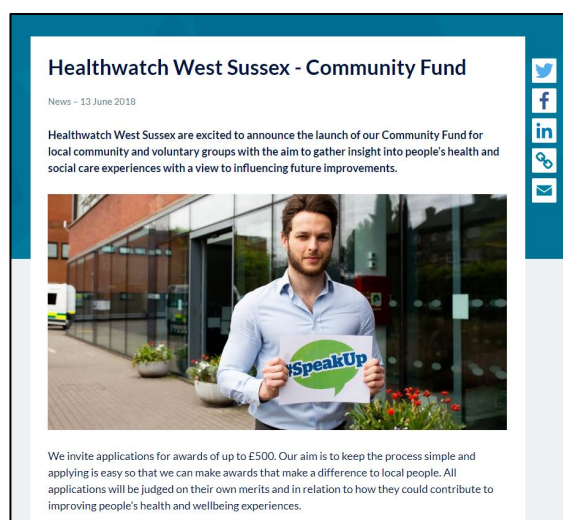 Healthwatch West Sussex - Community Fund
News – 13 June 2018
Healthwatch West Sussex are excited to announce the launch of our Community Fund for
local community and voluntary groups with the aim to gather insight into people's health and
social care experiences with a view to influencing future improvements.
#SpeakUp
We invite applications for awards of up to £500. Our aim is to keep the process simple and
applying is easy so that we can make awards that make a difference to local people. All
applications will be judged on their own merits and in relation to how they could contribute to
improving people's health and wellbeing experiences.